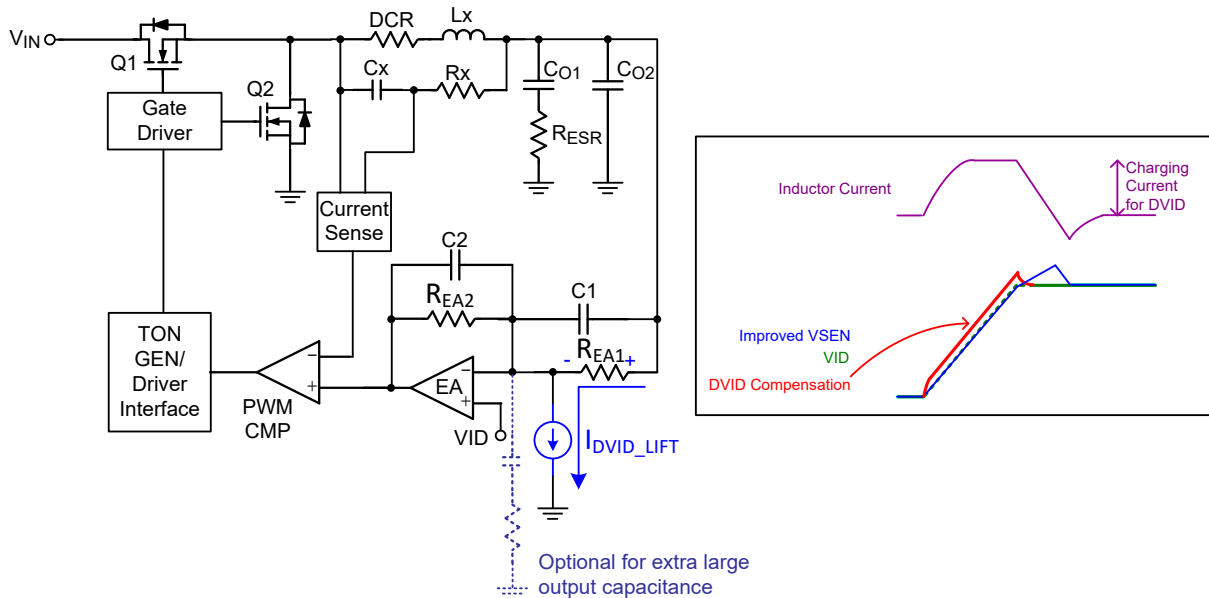 VIN
Q1
Gate
Driver
Q2
DCR
Lx
Cx
Rx
CO1
CO2
RESR
Current
Sense
C2
REA2
C1
REA1
-
+
TON
GEN/
Driver
Interface
PWM
CMP
-
+
EA
-
+
VID
IDVID_LIFT
Optional for extra large
output capacitance
Inductor Current
Charging
Current
for DVID
Improved VSEN
VID
DVID Compensation